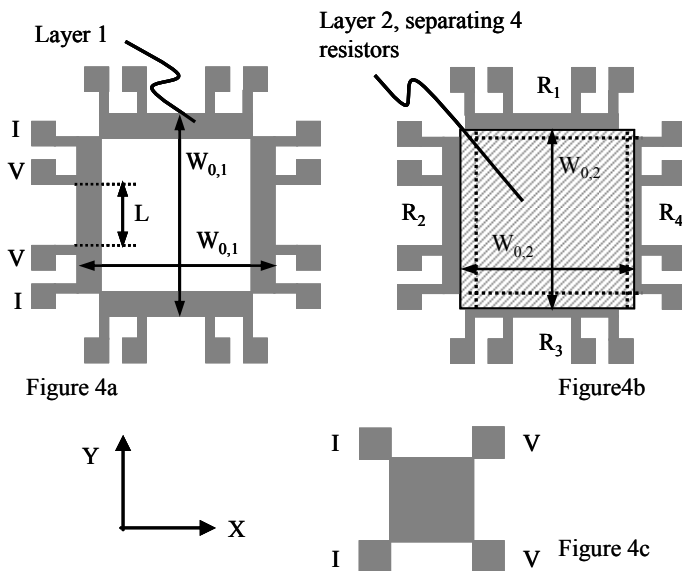 Layer 1
Layer 2, separating 4
resistors
I
V
V
I
W0,1
L
W0,1
R1
R2
W0,2
W0,2
R4
R3
Figure 4a
Figure4b
Y
X
I
V
I
V
Figure 4c